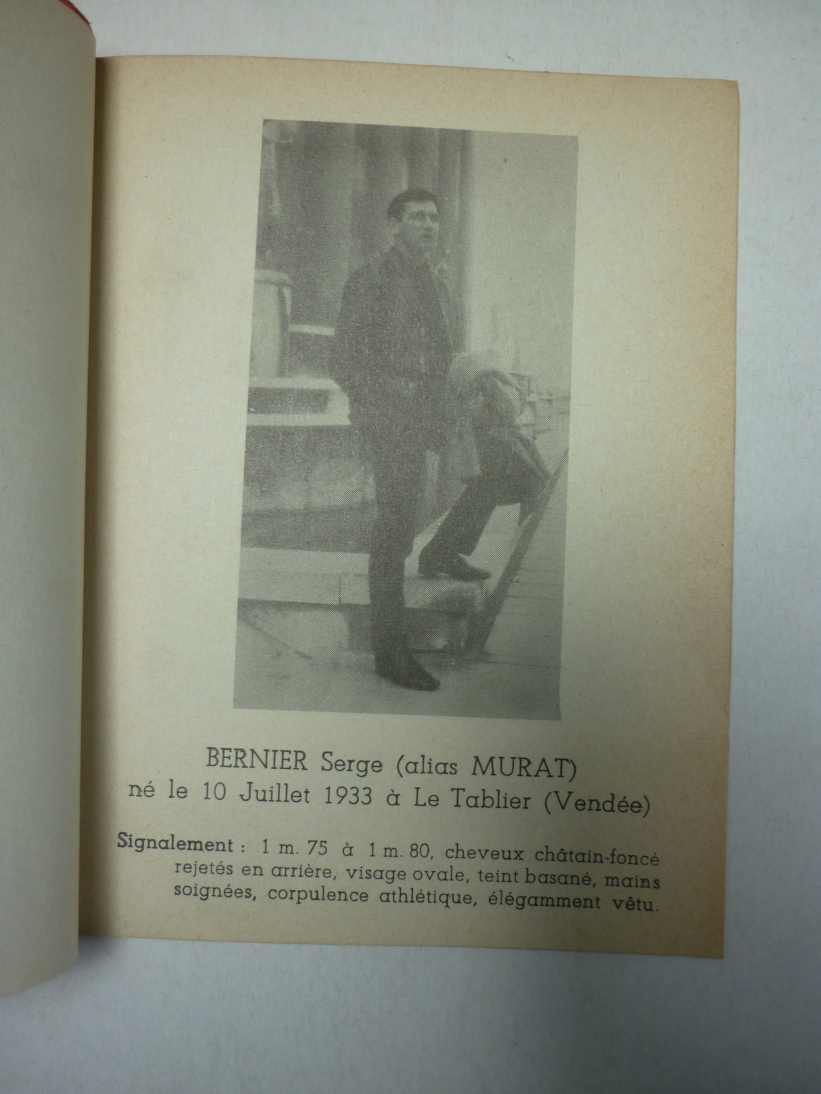 BERNIER Serge (alias MURAT)
né le 10 Juillet 1933 à Le Tablier (Vendée)
Signalement : 1 m. 75 à 1 m. 80, cheveux châtain-foncé
rejetés en arrière, visage ovale, teint basané, mains
soignées, corpulence athlétique, élégamment vêtu.